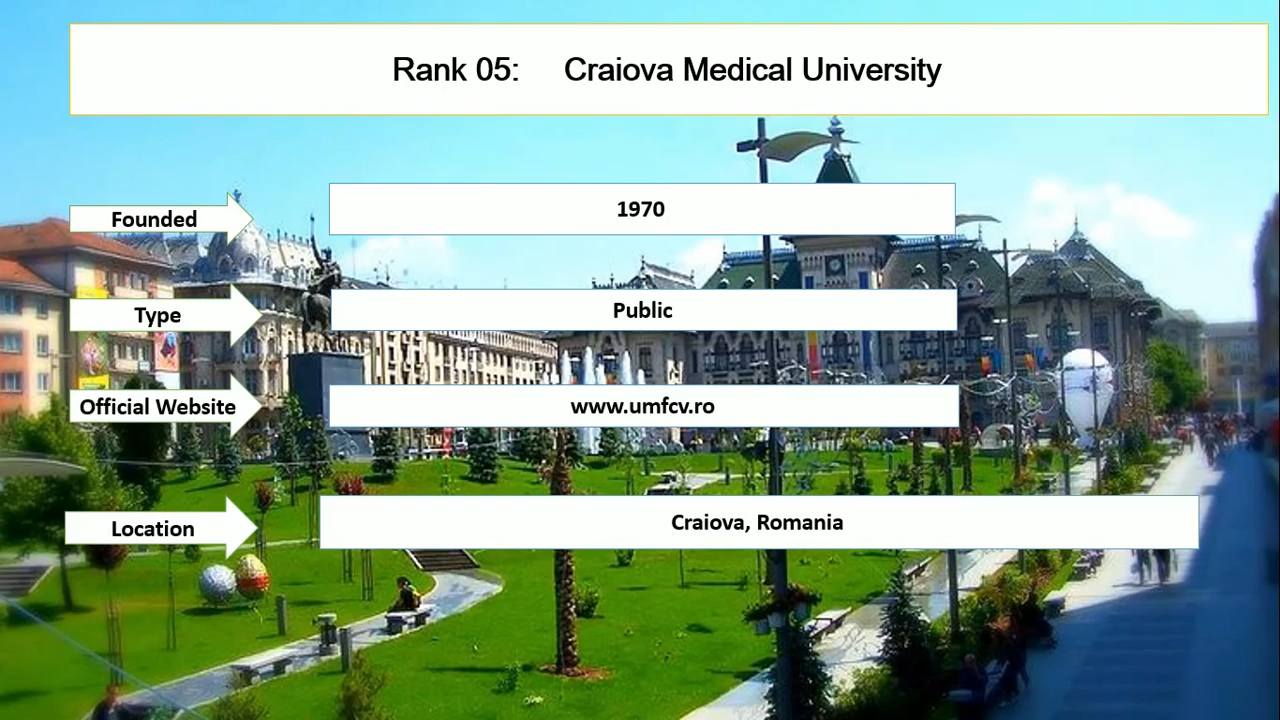 Rank 05: Craiova Medical University
Founded
1970
Type
Public
Official Website
www.umfcv.ro
Location
Craiova, Romania